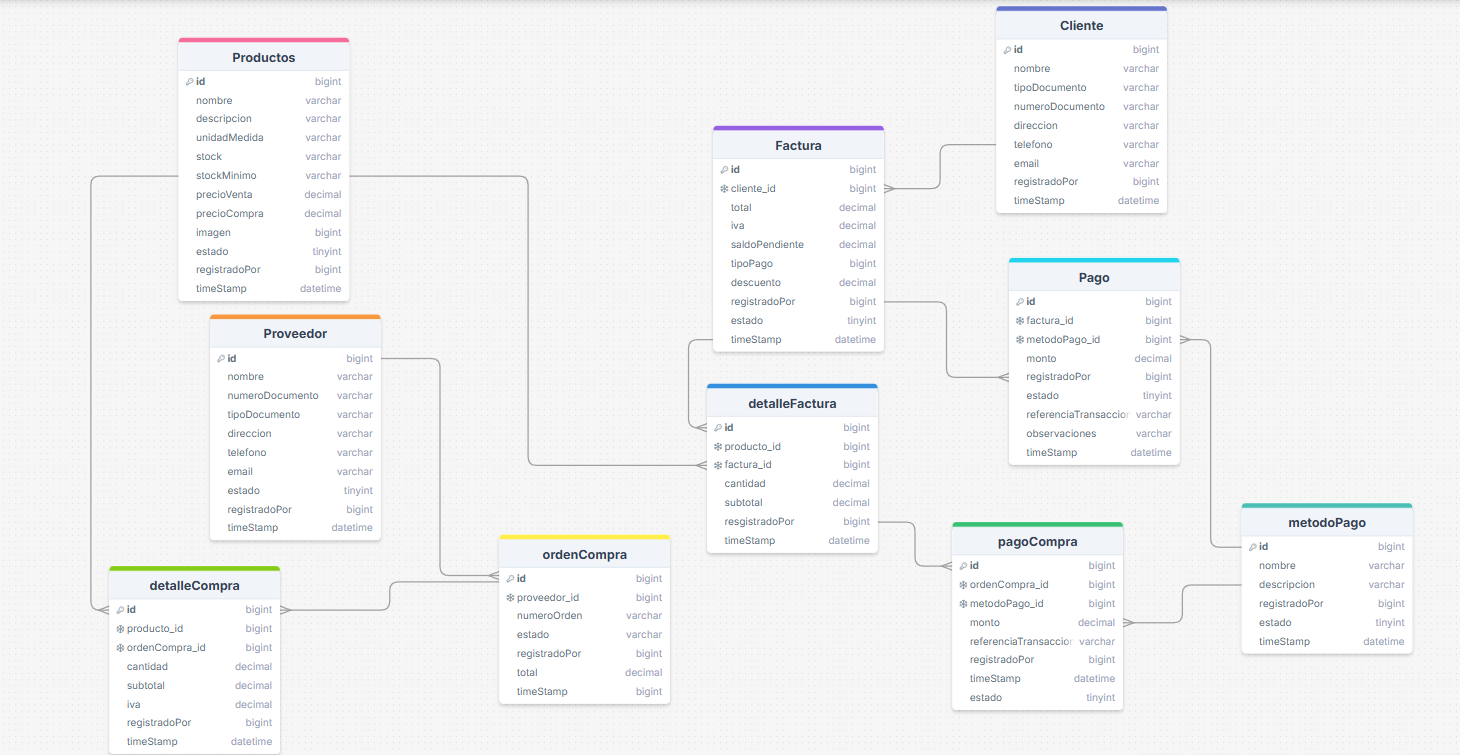 Productos
id bigint
nombre varchar
descripcion varchar
unidadMedida varchar
stock varchar
stockMinimo varchar
precioVenta decimal
precioCompra decimal
imagen bigint
estado tinyint
registradoPor bigint
timeStamp datetime
Proveedor
id bigint
nombre varchar
numeroDocumento varchar
tipoDocumento varchar
direccion varchar
telefono varchar
email varchar
estado tinyint
registradoPor bigint
timeStamp datetime
detalleCompra
id bigint
producto_id bigint
ordenCompra_id bigint
cantidad decimal
subtotal decimal
iva decimal
registradoPor bigint
timeStamp datetime
ordenCompra
id bigint
proveedor_id bigint
numeroOrden varchar
estado varchar
registradoPor bigint
total decimal
timeStamp bigint
Factura
id bigint
cliente_id bigint
total decimal
iva decimal
saldoPendiente decimal
tipoPago bigint
descuento decimal
registradoPor bigint
estado tinyint
timeStamp datetime
detalleFactura
id bigint
producto_id bigint
factura_id bigint
cantidad decimal
subtotal decimal
resgistradoPor bigint
timeStamp datetime
Cliente
id bigint
nombre varchar
tipoDocumento varchar
numeroDocumento varchar
direccion varchar
telefono varchar
email varchar
registradoPor bigint
timeStamp datetime
Pago
id bigint
factura_id bigint
metodoPago_id bigint
monto decimal
registradoPor bigint
estado tinyint
referenciaTransaccior varchar
observaciones varchar
timeStamp datetime
pagoCompra
id bigint
ordenCompra_id bigint
metodoPago_id bigint
monto decimal
referenciaTransaccior varchar
registradoPor bigint
timeStamp datetime
estado tinyint
metodoPago
id bigint
nombre varchar
descripcion varchar
registradoPor bigint
estado tinyint
timeStamp datetime